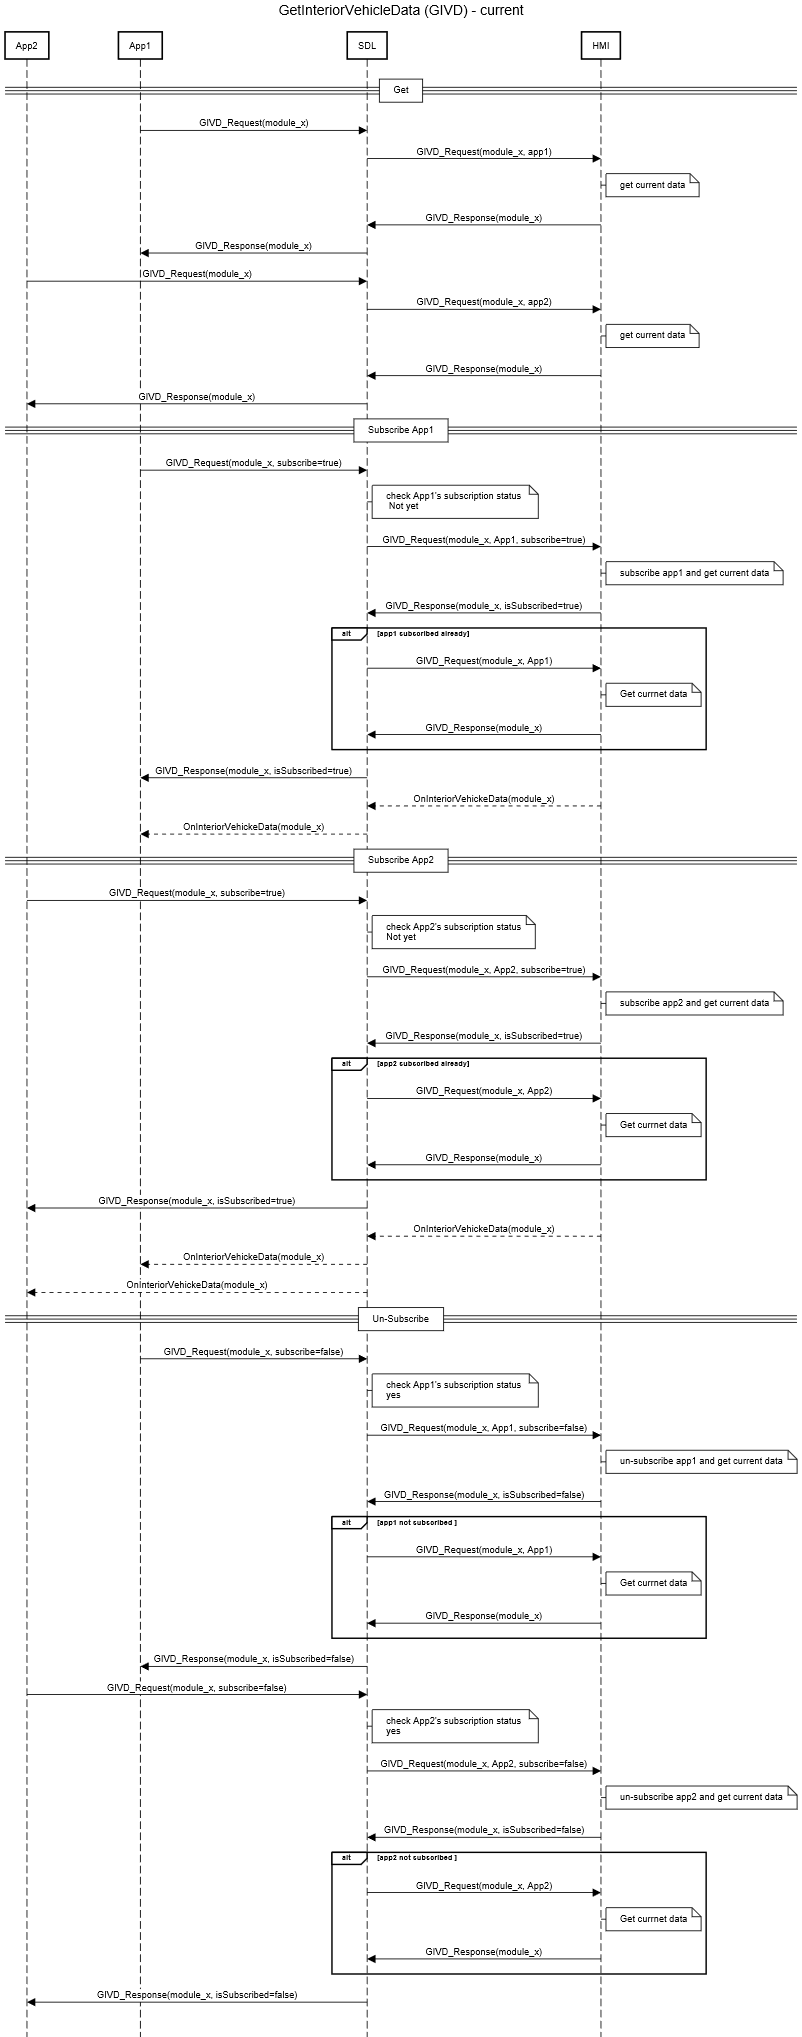 GetInteriorVehicleData (GIVD) - current
App2
App1
SDL
HMI
Get
GIVD_Request(module_x)
GIVD_Request(module_x, app1)
get current data
GIVD_Response(module_x)
GIVD_Response(module_x)
GIVD_Request(module_x)
GIVD_Request(module_x, app2)
get current data
GIVD_Response(module_x)
GIVD_Response(module_x)
Subscribe App1
GIVD_Request(module_x, subscribe=true)
check App1's subscription status
Not yet
GIVD_Request(module_x, App1, subscribe=true)
subscribe app1 and get current data
GIVD_Response(module_x, isSubscribed=true)
alt [app1 subscribed already]
GIVD_Request(module_x, App1)
Get currnet data
GIVD_Response(module_x)
GIVD_Response(module_x, isSubscribed=true)
OnInteriorVehickeData(module_x)
OnInteriorVehickeData(module_x)
Subscribe App2
GIVD_Request(module_x, subscribe=true)
check App2's subscription status
Not yet
GIVD_Request(module_x, App2, subscribe=true)
subscribe app2 and get current data
GIVD_Response(module_x, isSubscribed=true)
alt [app2 subscribed already]
GIVD_Request(module_x, App2)
Get currnet data
GIVD_Response(module_x)
GIVD_Response(module_x, isSubscribed=true)
OnInteriorVehickeData(module_x)
OnInteriorVehickeData(module_x)
OnInteriorVehickeData(module_x)
Un-Subscribe
GIVD_Request(module_x, subscribe=false)
check App1's subscription status
yes
GIVD_Request(module_x, App1, subscribe=false)
un-subscribe app1 and get current data
GIVD_Response(module_x, isSubscribed=false)
alt [app1 not subscribed ]
GIVD_Request(module_x, App1)
Get currnet data
GIVD_Response(module_x)
GIVD_Response(module_x, isSubscribed=false)
GIVD_Request(module_x, subscribe=false)
check App2's subscription status
yes
GIVD_Request(module_x, App2, subscribe=false)
un-subscribe app2 and get current data
GIVD_Response(module_x, isSubscribed=false)
alt [app2 not subscribed ]
GIVD_Request(module_x, App2)
Get currnet data
GIVD_Response(module_x)
GIVD_Response(module_x, isSubscribed=false)